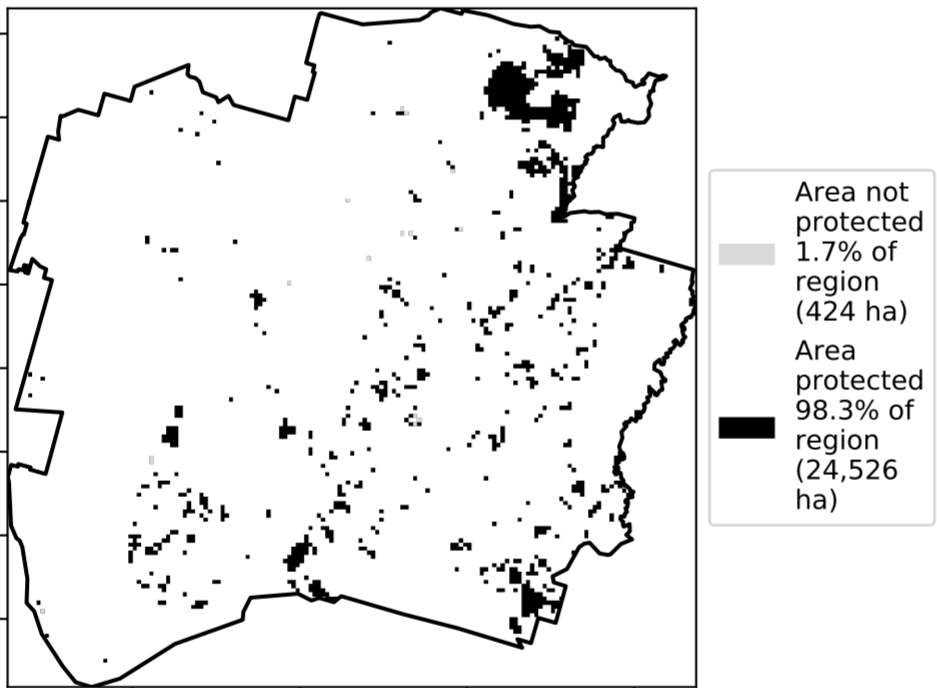 Area not
protected
1.7% of
region
(424 ha)
Area
protected
98.3% of
region
(24,526
ha)